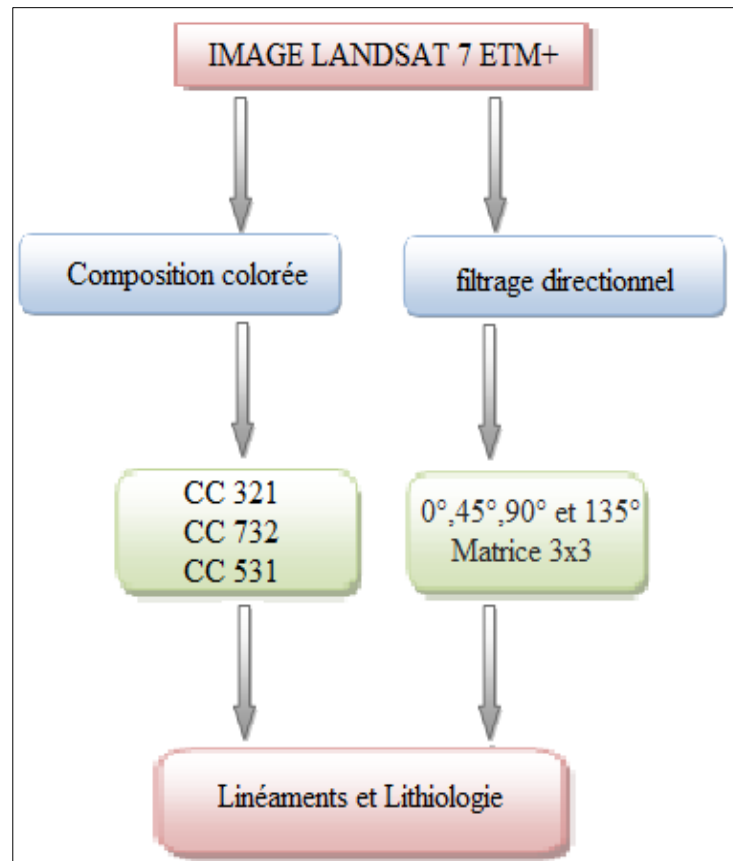 IMAGE LANDSAT 7 ETM+
Composition colorée
filtrage directionnel
CC 321
CC 732
CC 531
0°,45°,90° et 135°
Matrice 3x3
Linéaments et Lithiologie